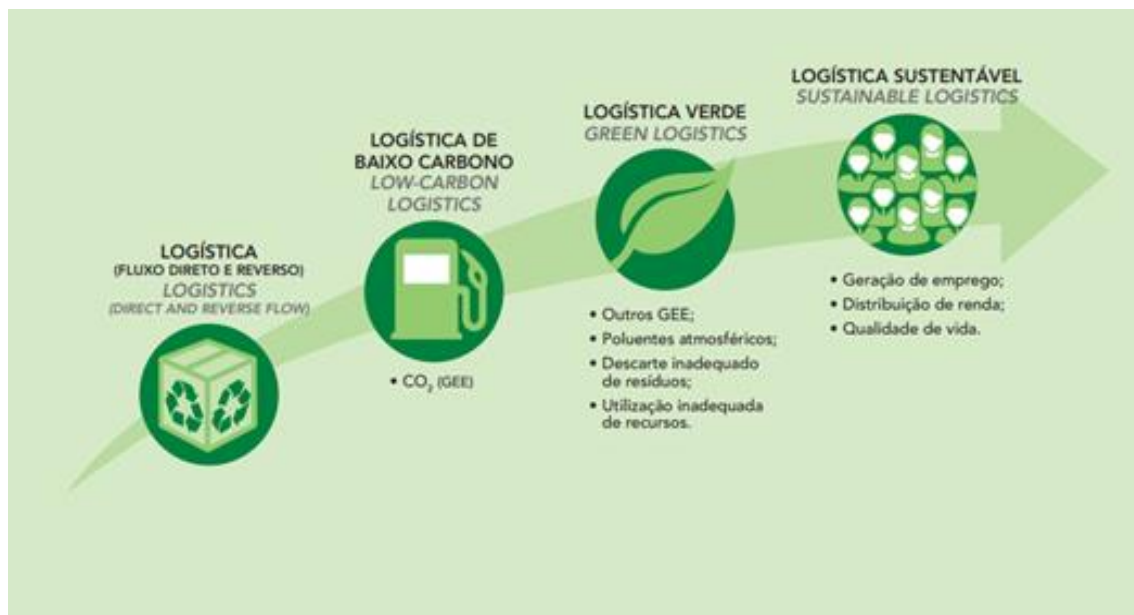 LOGÍSTICA
(FLUXO DIRETO E REVERSO)
LOGISTICS
(DIRECT AND REVERSE FLOW)
LOGÍSTICA DE
BAIXO CARBONO
LOW-CARBON
LOGISTICS
• CO₂ (GEE)
LOGÍSTICA VERDE
GREEN LOGISTICS
• Outros GEE;
• Poluentes atmosféricos;
• Descarte inadequado
de resíduos;
• Utilização inadequada
de recursos.
LOGÍSTICA SUSTENTÁVEL
SUSTAINABLE LOGISTICS
• Geração de emprego;
• Distribuição de renda;
• Qualidade de vida.